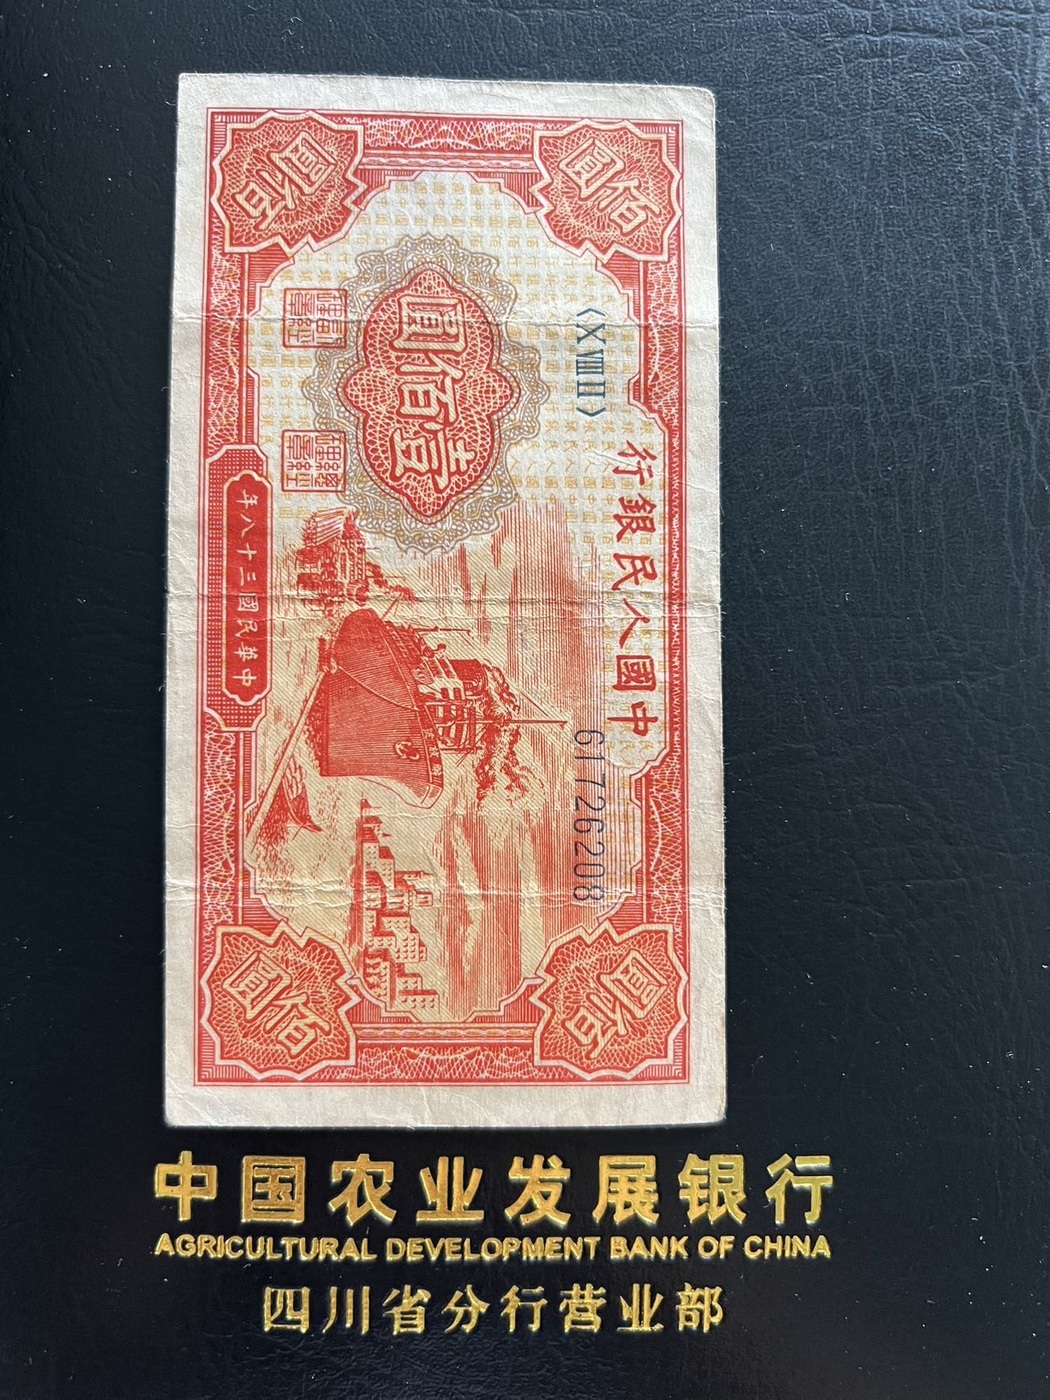 中國人民銀行
〈X Ⅷ II〉
61726208
壹佰圓
佰圓
佰圓
佰圓
佰圓
中華民國三十八年
中国农业发展银行
AGRICULTURAL DEVELOPMENT BANK OF CHINA
四川省分行营业部